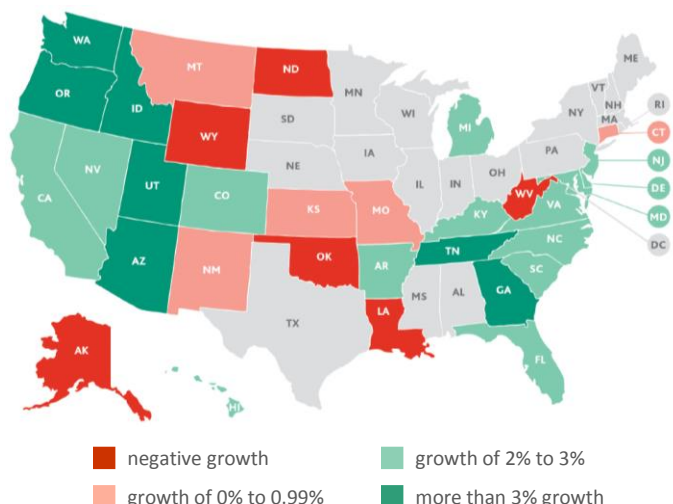 WA
MT
ND
ME
OR
ID
MN
VT
NH
SD
WI
NY
MA
RI
WY
MI
CT
IA
PA
NJ
NV
NE
OH
DE
UT
CO
IL
IN
WV
VA
MD
CA
KS
MO
KY
DC
AZ
NM
OK
AR
TN
NC
SC
TX
LA
MS
AL
GA
FL
AK
HI
negative growth
growth of 2% to 3%
growth of 0% to 0.99%
more than 3% growth